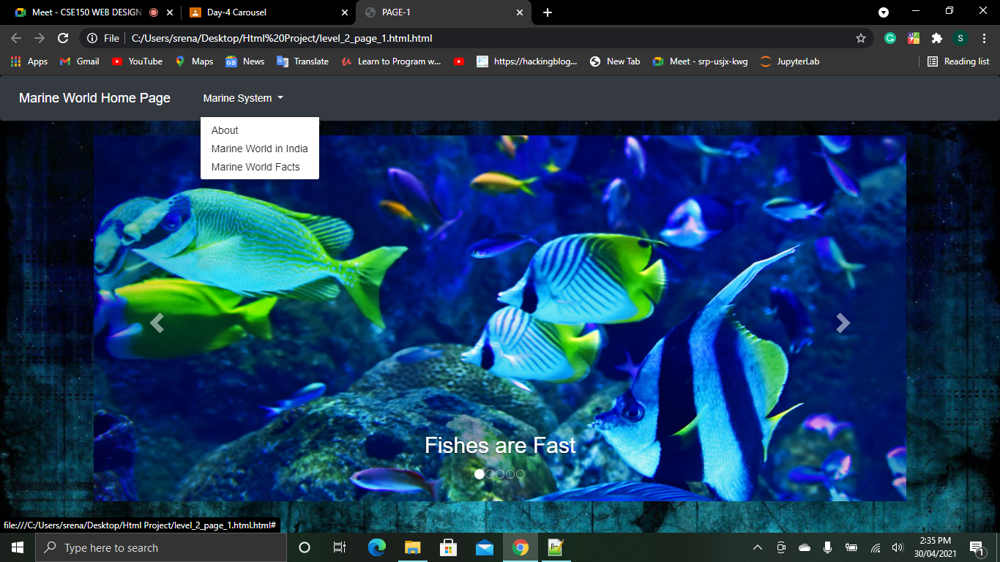 Meet - CSE150 WEB DESIGN
Day-4 Carousel
PAGE-1
File
C:/Users/srena/Desktop/Html%20Project/level_2_page_1.html.html
G
S
Apps
Gmail
YouTube
Maps
News
Translate
Learn to Program w...
https://hackingblog...
New Tab
Meet - srp-usjx-kwg
JupyterLab
Reading list
Marine World Home Page
Marine System
About
Marine World in India
Marine World Facts
Fishes are Fast
file:///C:/Users/srena/Desktop/Html Project/level_2_page_1.html.html#
Type here to search
2:35 PM
30/04/2021
1